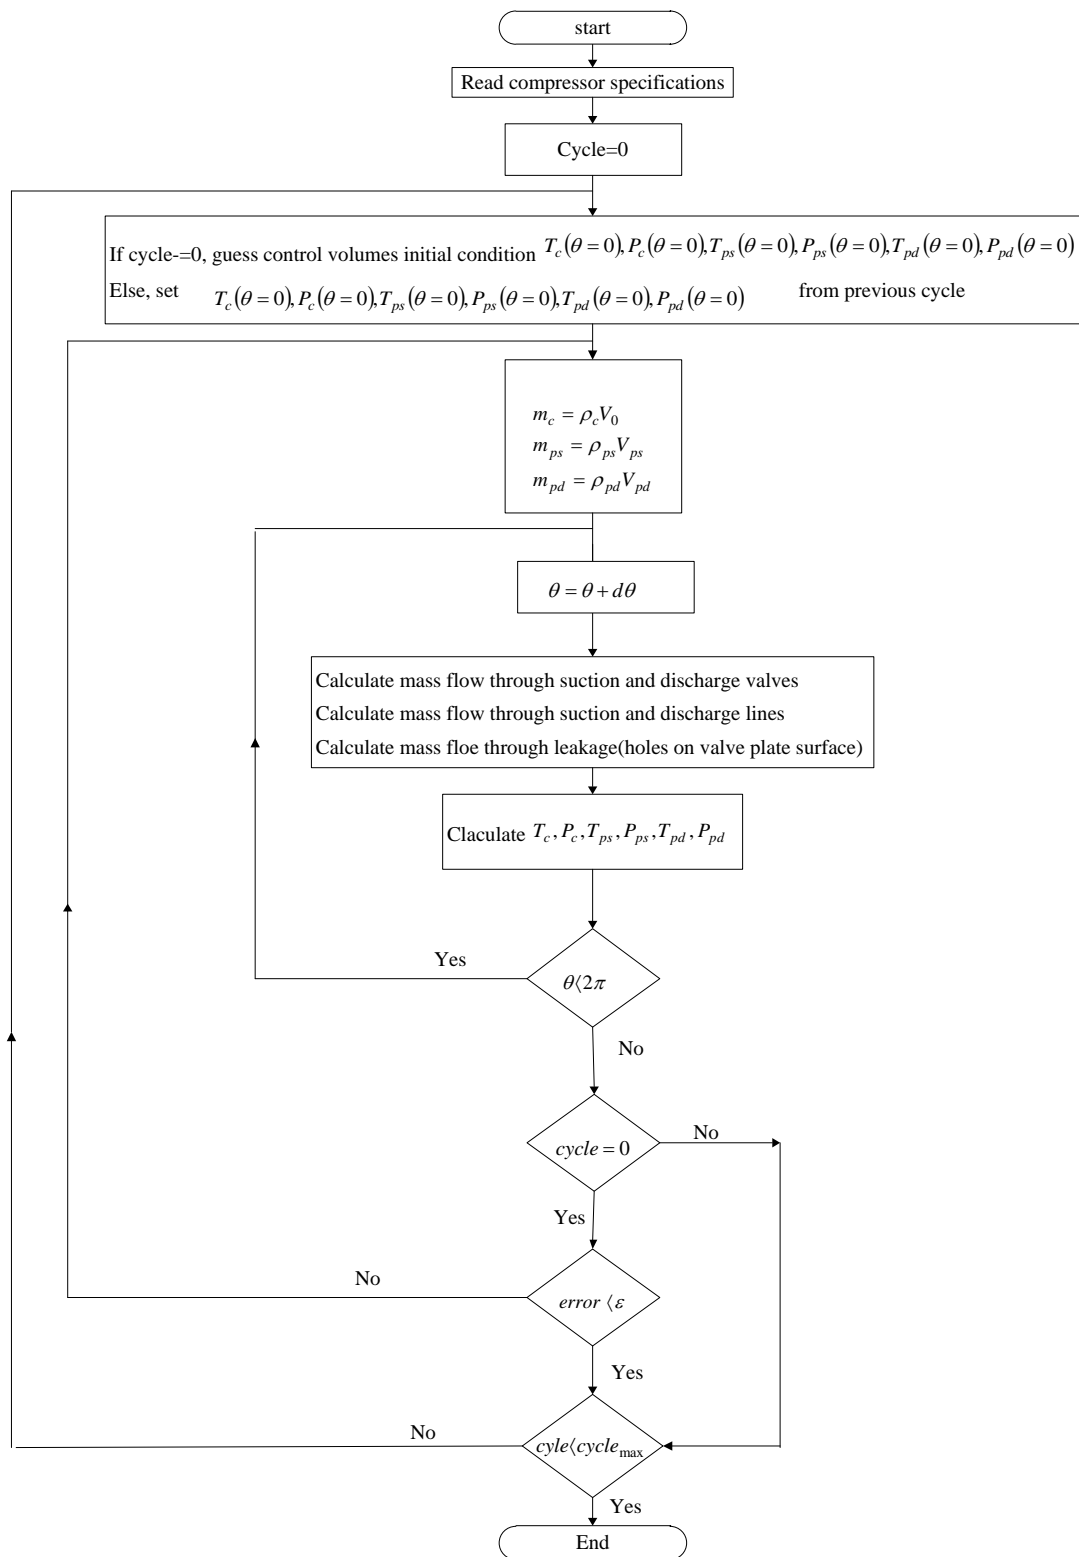 start
Read compressor specifications
Cycle=0
If cycle-=0, guess control volumes initial condition T_c(θ=0),P_c(θ=0),T_ps(θ=0),P_ps(θ=0),T_pd(θ=0),P_pd(θ=0)
Else, set T_c(θ=0),P_c(θ=0),T_ps(θ=0),P_ps(θ=0),T_pd(θ=0),P_pd(θ=0) from previous cycle
m_c = ρ_c V_0
m_ps = ρ_ps V_ps
m_pd = ρ_pd V_pd
θ = θ + dθ
Calculate mass flow through suction and discharge valves
Calculate mass flow through suction and discharge lines
Calculate mass floe through leakage(holes on valve plate surface)
Claculate T_c, P_c, T_ps, P_ps, T_pd, P_pd
Yes
θ⟨2π
No
cycle = 0
No
Yes
No
error ⟨ε
Yes
No
cyle⟨cycle_max
Yes
End